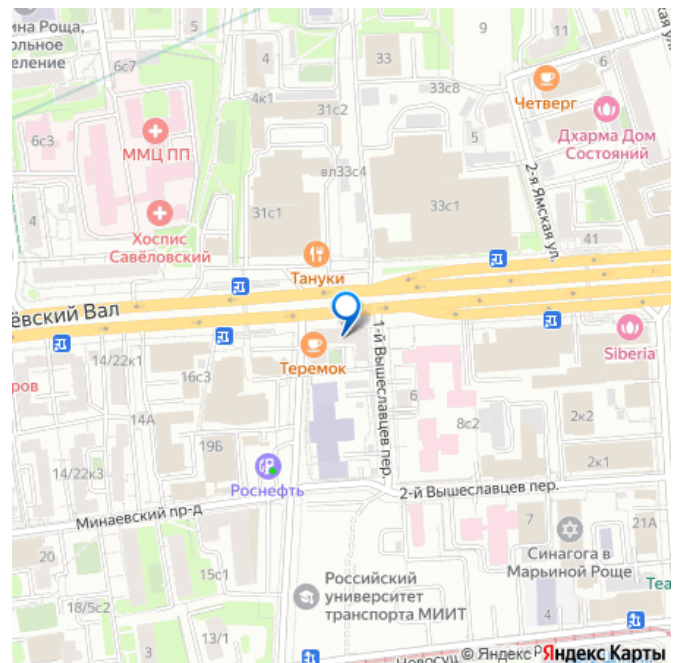 ина Роща,
ольное
еление
5
6с7
4
33
9
11
6
33с8
Четверг
4к1
31с2
6с3
ММЦ ПП
5
Дхарма Дом
Состояний
вл33с4
2-я Ямская ул.
4
31с1
33с1
Хоспис
Савёловский
41
Тануки
ёвский Вал
1-й Вышеславцев пер.
Siberia
Теремок
14/22к1
ров
16с3
6
14А
8с2
2к2
19Б
14/22к3
Роснефть
2к1
2-й Вышеславцев пер.
Минаевский пр-д
7
21А
Синагога в
Марьиной Роще
20
15с1
Российский
университет
транспорта МИИТ
Теа
18/5с2
4
3
13/1
© Яндекс Яндекс Карты